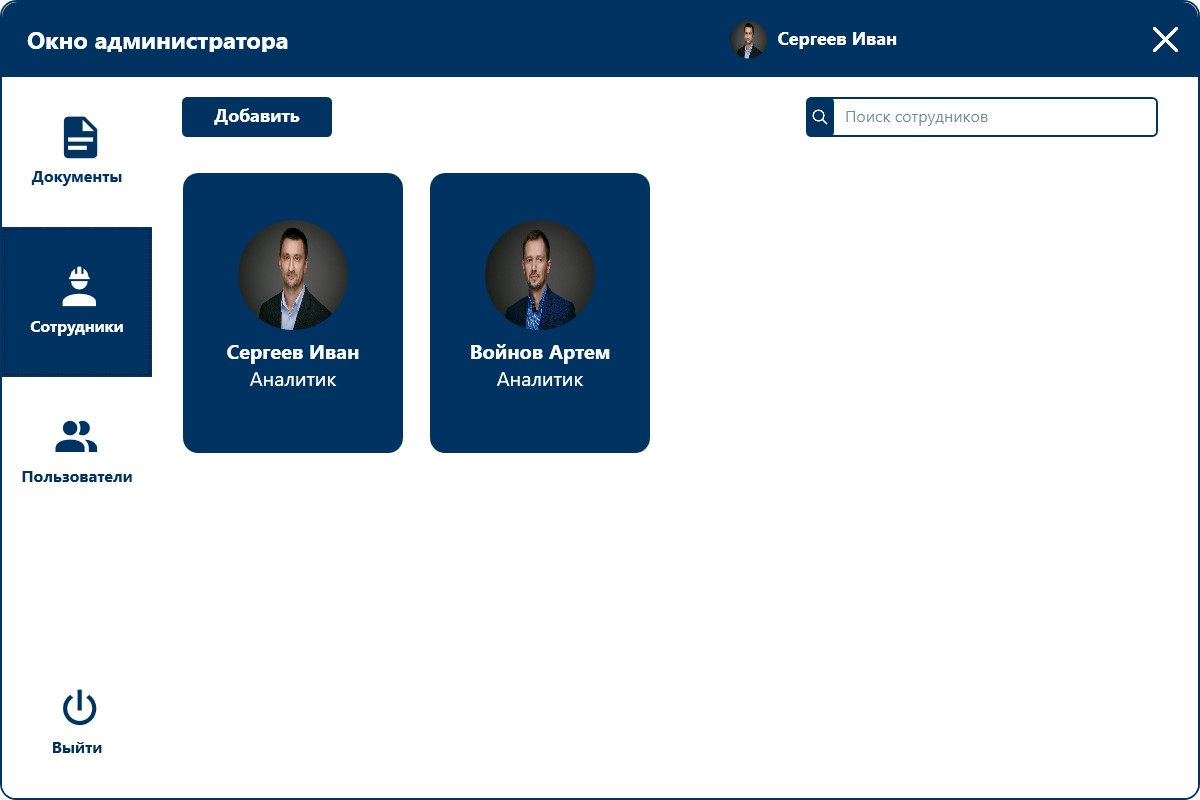 Окно администратора
Сергеев Иван
Документы
Сотрудники
Пользователи
Выйти
Добавить
Поиск сотрудников
Сергеев Иван
Аналитик
Войнов Артем
Аналитик